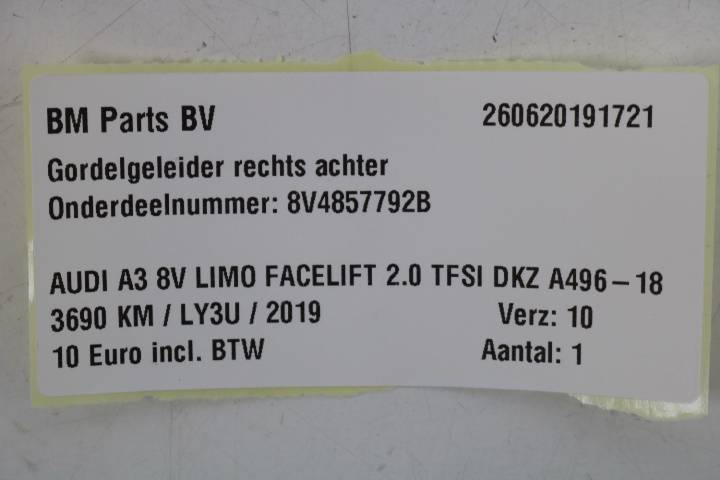 BM Parts BV 260620191721
Gordelgeleider rechts achter
Onderdeelnummer: 8V4857792B
AUDI A3 8V LIMO FACELIFT 2.0 TFSI DKZ A496-18
3690 KM / LY3U / 2019 Verz: 10
10 Euro incl. BTW Aantal: 1